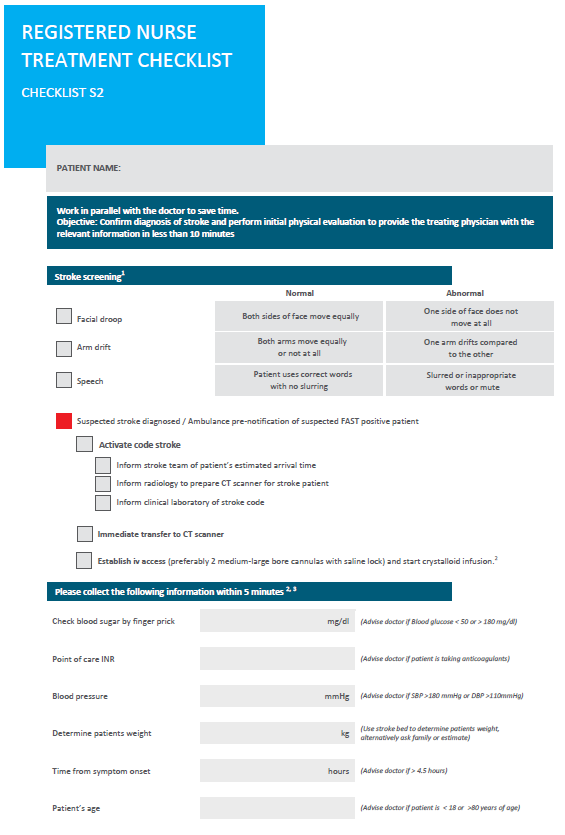 REGISTERED NURSE
TREATMENT CHECKLIST
CHECKLIST S2
PATIENT NAME:
Work in parallel with the doctor to save time.
Objective: Confirm diagnosis of stroke and perform initial physical evaluation to provide the treating physician with the
relevant information in less than 10 minutes
Stroke screening¹
Normal Abnormal
Facial droop Both sides of face move equally One side of face does not
move at all
Arm drift Both arms move equally
or not at all One arm drifts compared
to the other
Speech Patient uses correct words
with no slurring Slurred or inappropriate
words or mute
Suspected stroke diagnosed / Ambulance pre-notification of suspected FAST positive patient
Activate code stroke
Inform stroke team of patient's estimated arrival time
Inform radiology to prepare CT scanner for stroke patient
Inform clinical laboratory of stroke code
Immediate transfer to CT scanner
Establish iv access (preferably 2 medium-large bore cannulas with saline lock) and start crystalloid infusion.²
Please collect the following information within 5 minutes ²,³
Check blood sugar by finger prick mg/dl (Advise doctor if Blood glucose < 50 or > 180 mg/dl)
Point of care INR (Advise doctor if patient is taking anticoagulants)
Blood pressure mmHg (Advise doctor if SBP >180 mmHg or DBP >110mmHg)
Determine patients weight kg (Use stroke bed to determine patients weight,
alternatively ask family or estimate)
Time from symptom onset hours (Advise doctor if > 4.5 hours)
Patient's age (Advise doctor if patient is < 18 or >80 years of age)